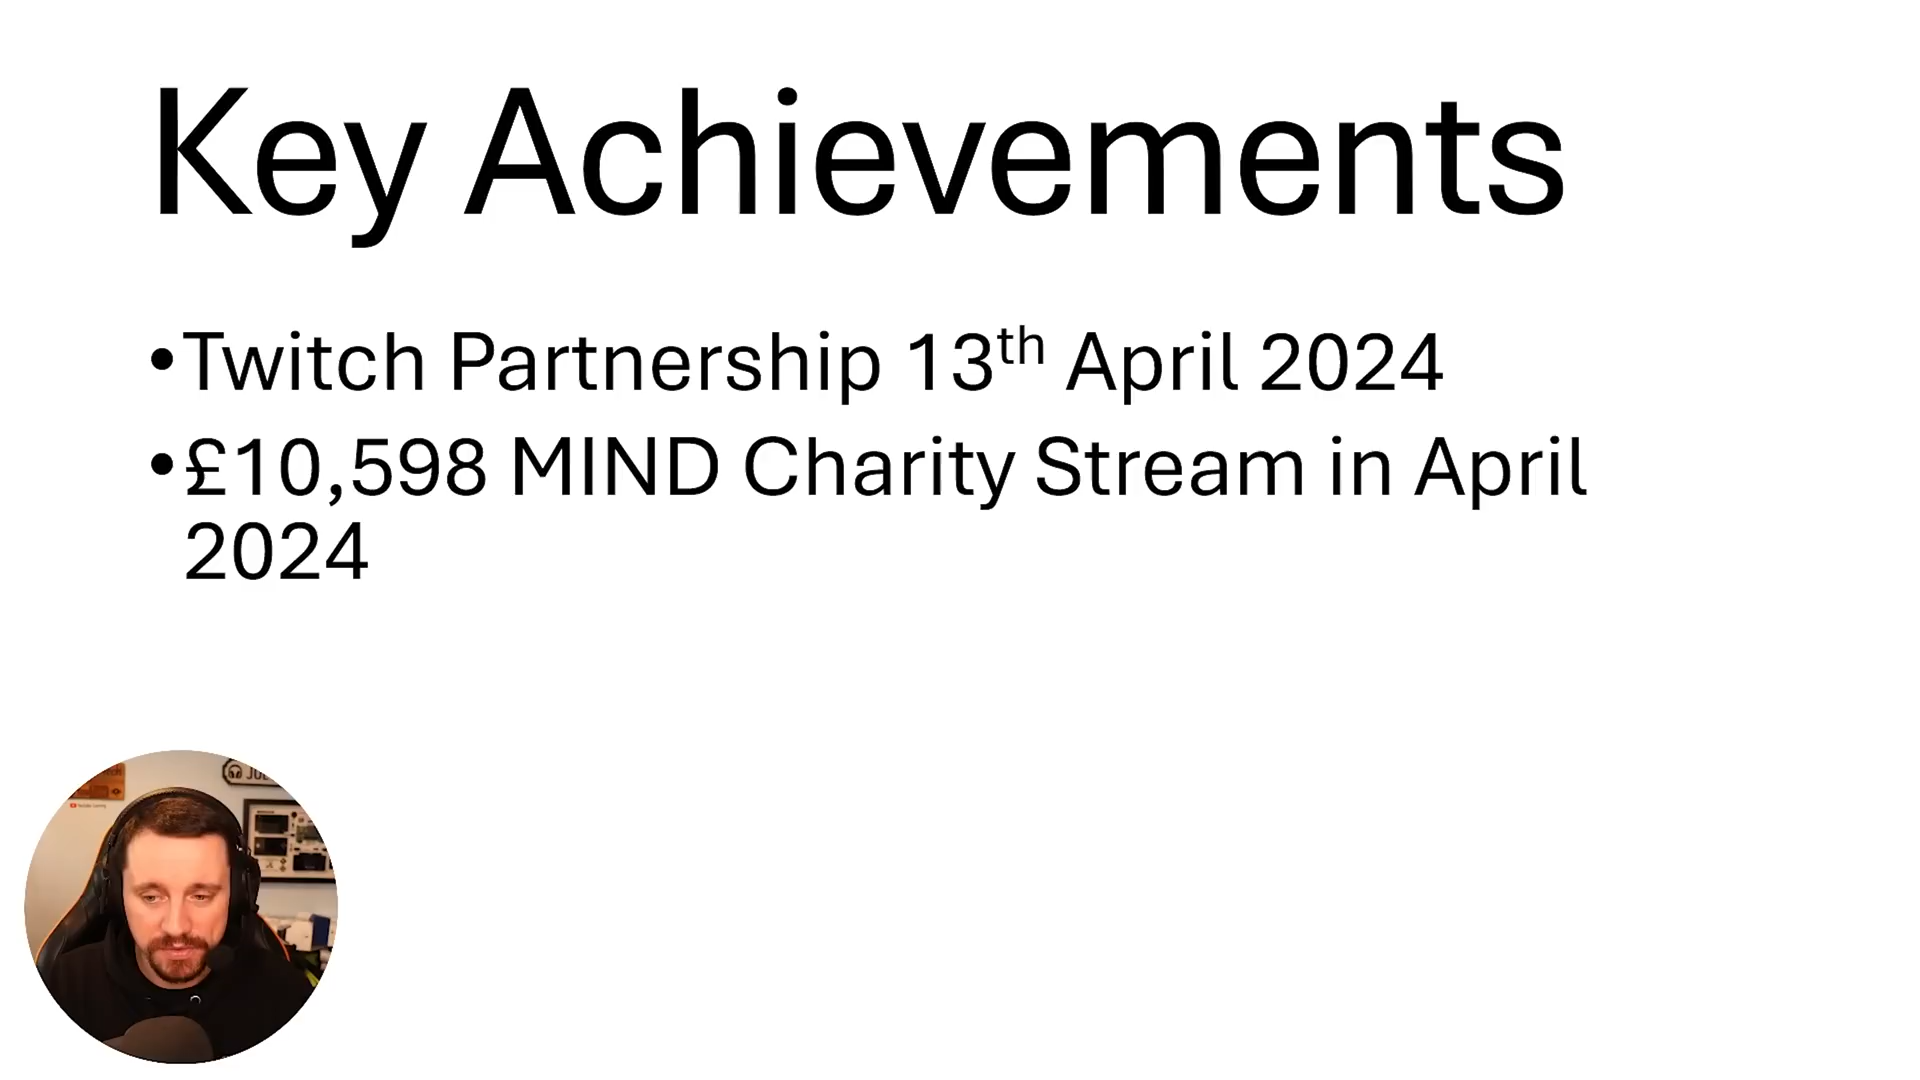 Key Achievements
•Twitch Partnership 13th April 2024
•£10,598 MIND Charity Stream in April
2024